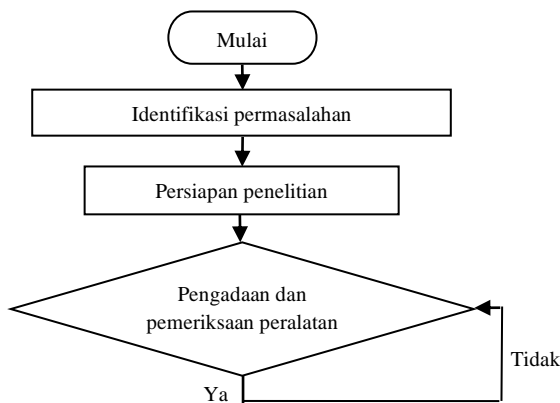 Mulai
Identifikasi permasalahan
Persiapan penelitian
Pengadaan dan
pemeriksaan peralatan
Tidak
Ya